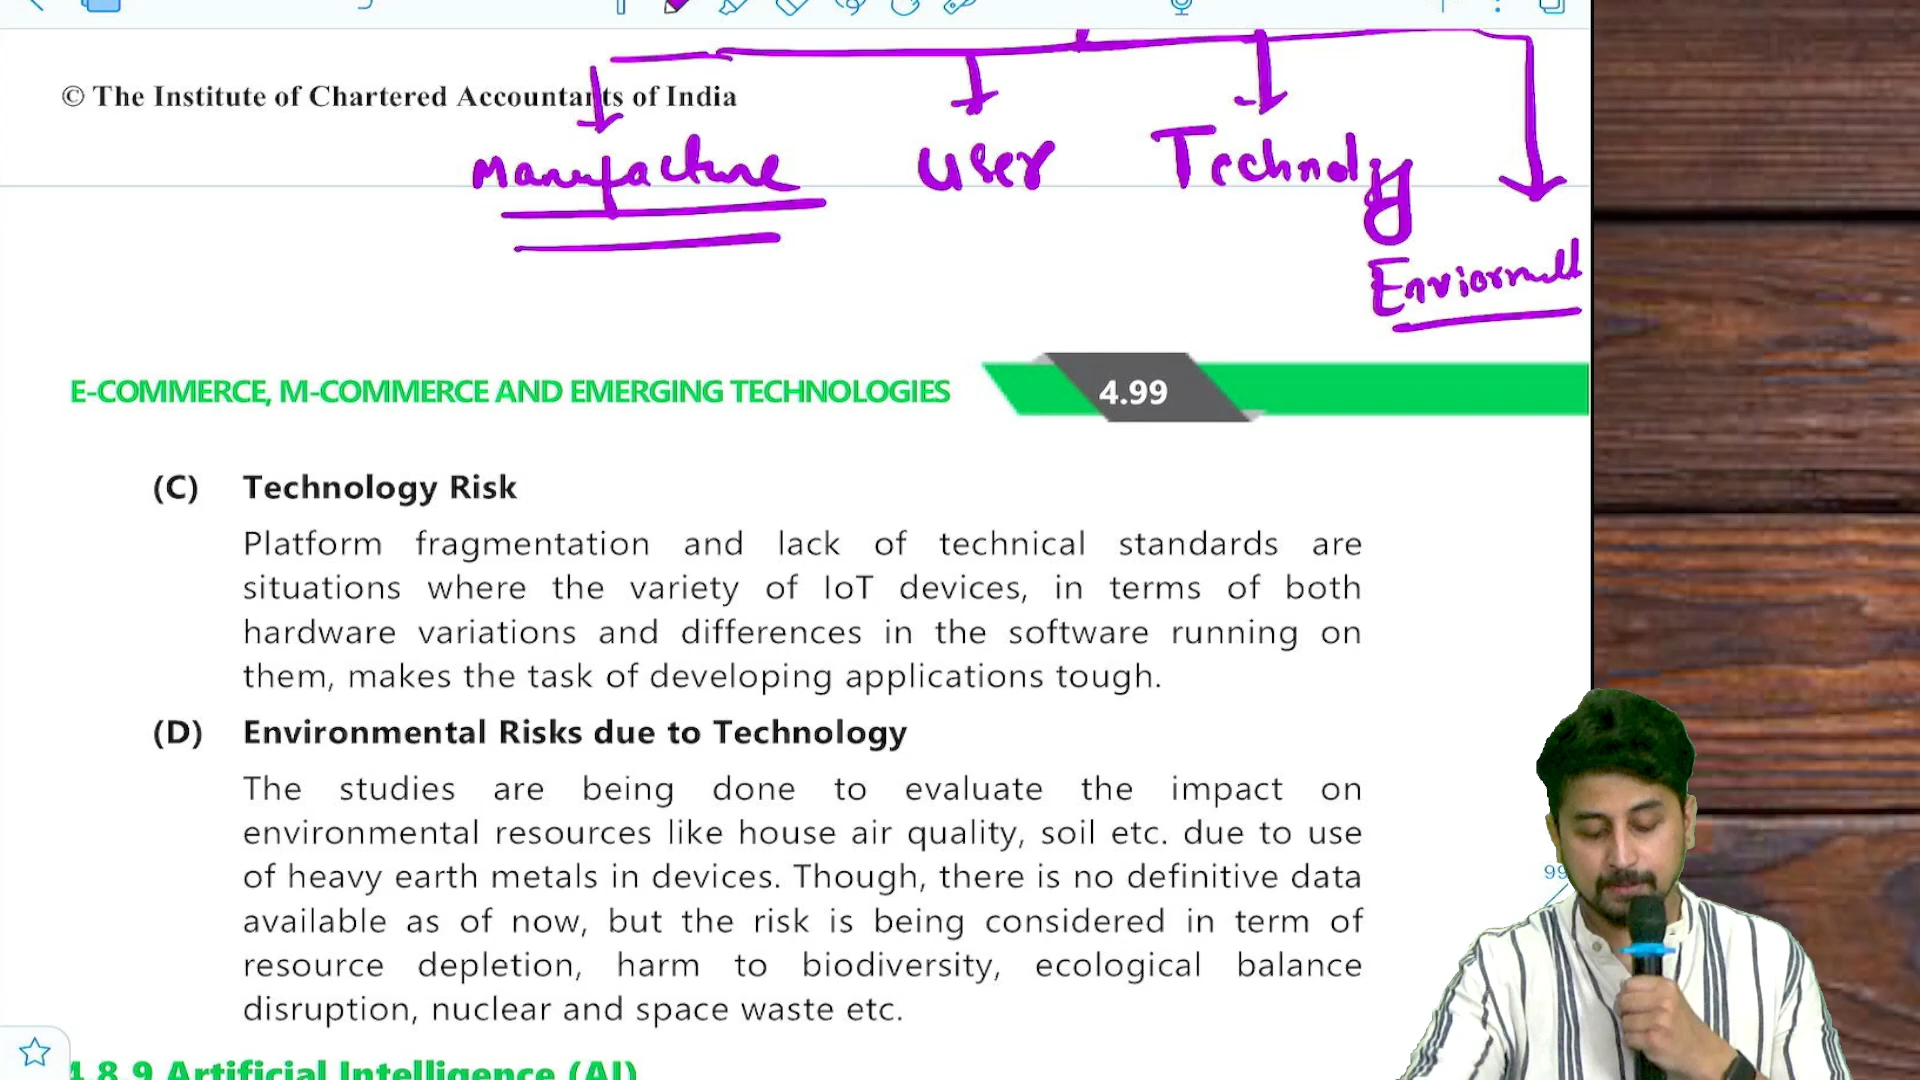 © The Institute of Chartered Accountants of India
Manufacture User Technology
Enviornmett
E-COMMERCE, M-COMMERCE AND EMERGING TECHNOLOGIES 4.99
(C) Technology Risk
Platform fragmentation and lack of technical standards are
situations where the variety of IoT devices, in terms of both
hardware variations and differences in the software running on
them, makes the task of developing applications tough.
(D) Environmental Risks due to Technology
The studies are being done to evaluate the impact on
environmental resources like house air quality, soil etc. due to use
of heavy earth metals in devices. Though, there is no definitive data
available as of now, but the risk is being considered in term of
resource depletion, harm to biodiversity, ecological balance
disruption, nuclear and space waste etc.
4.8.9 Artificial Intelligence (AI)